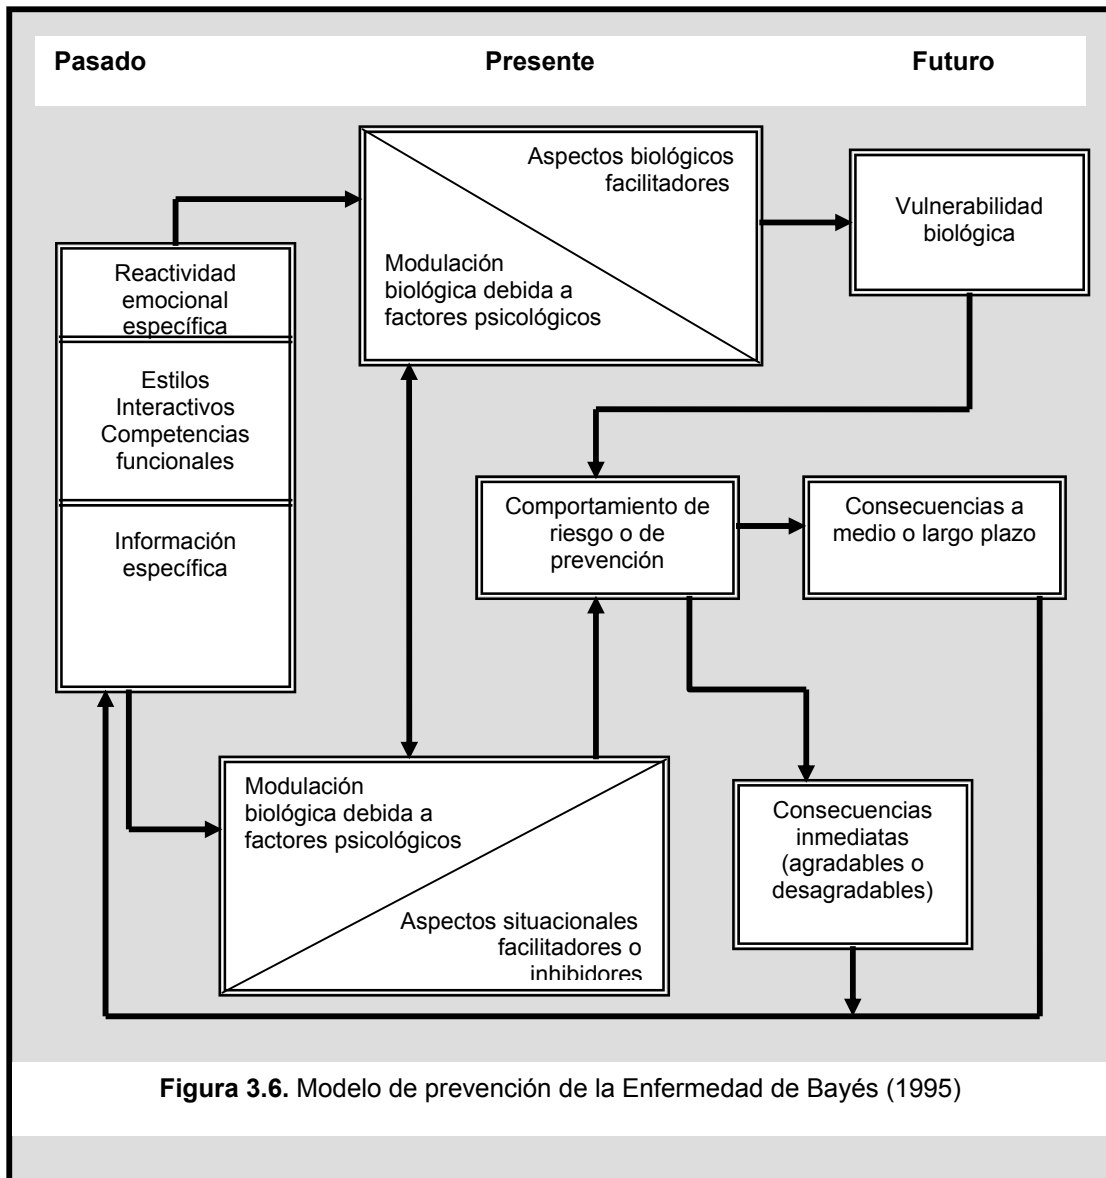 Pasado Presente Futuro
Aspectos biológicos
facilitadores
Modulación
biológica debida a
factores psicológicos
Vulnerabilidad
biológica
Reactividad
emocional
específica
Estilos
Interactivos
Competencias
funcionales
Información
específica
Comportamiento de
riesgo o de
prevención
Consecuencias a
medio o largo plazo
Modulación
biológica debida a
factores psicológicos
Aspectos situacionales
facilitadores o
inhibidores
Consecuencias
inmediatas
(agradables o
desagradables)
Figura 3.6. Modelo de prevención de la Enfermedad de Bayés (1995)